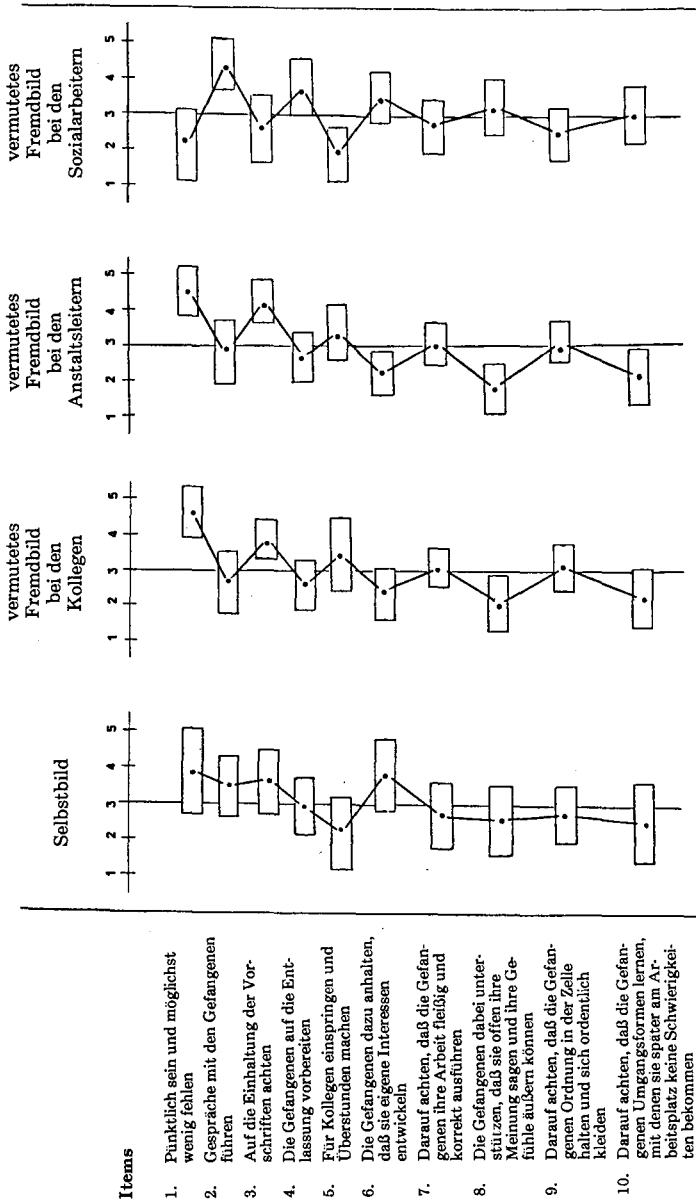 Items
1. Pünktlich sein und möglichst
wenig fehlen
2. Gespräche mit den Gefangenen
führen
3. Auf die Einhaltung der Vor-
schriften achten
4. Die Gefangenen auf die Ent-
lassung vorbereiten
5. Für Kollegen einspringen und
Überstunden machen
6. Die Gefangenen dazu anhalten,
daß sie eigene Interessen
entwickeln
7. Darauf achten, daß die Gefan-
genen ihre Arbeit fleißig und
korrekt ausführen
8. Die Gefangenen dabei unter-
stützen, daß sie offen ihre
Meinung sagen und ihre Ge-
fühle äußern können
9. Darauf achten, daß die Gefan-
genen Ordnung in der Zelle
halten und sich ordentlich
kleiden
10. Darauf achten, daß die Gefan-
genen Umgangsformen lernen,
mit denen sie später am Ar-
beitsplatz keine Schwierigkei-
ten bekommen
Selbstbild
1 2 3 4 5
vermutetes
Fremdbild
bei den
Kollegen
1 2 3 4 5
vermutetes
Fremdbild
bei den
Anstaltsleitern
1 2 3 4 5
vermutetes
Fremdbild
bei den
Sozialarbeitern
1 2 3 4 5